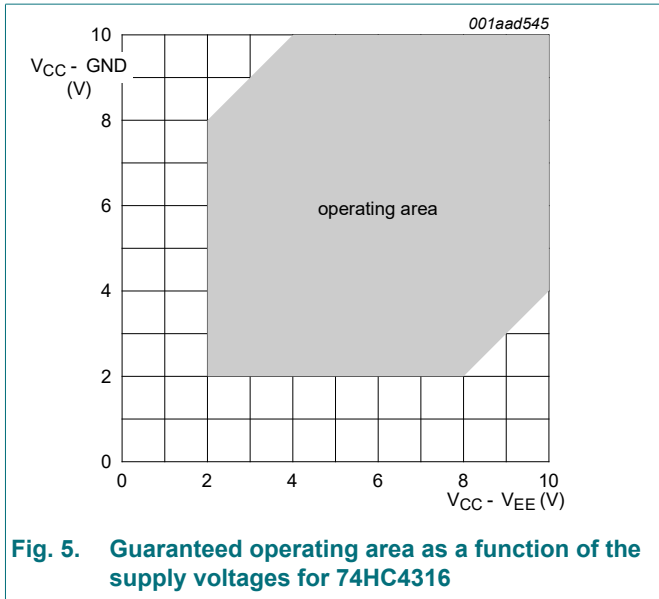 001aad545
10
VCC - GND
(V)
8
operating area
6
4
2
0
0 2 4 6 8 10
VCC - VEE (V)
Fig. 5. Guaranteed operating area as a function of the
supply voltages for 74HC4316